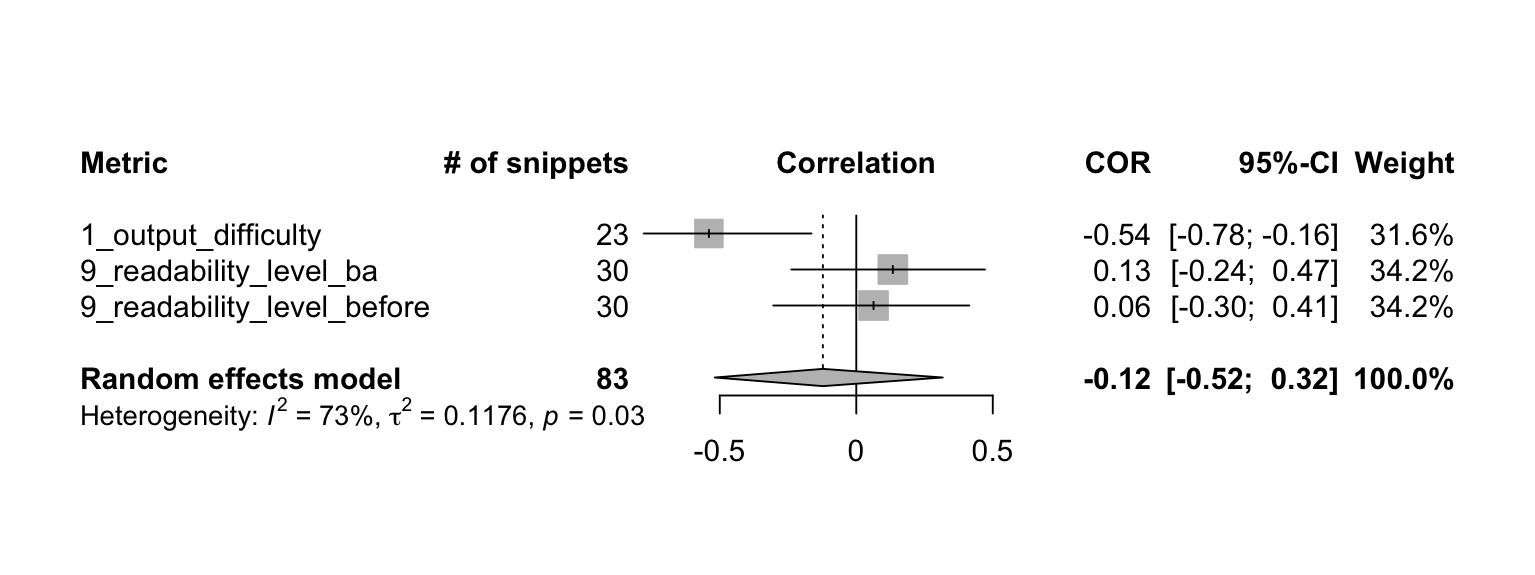 Metric # of snippets Correlation COR 95%-CI Weight
1_output_difficulty 23 -0.54 [-0.78; -0.16] 31.6%
9_readability_level_ba 30 0.13 [-0.24; 0.47] 34.2%
9_readability_level_before 30 0.06 [-0.30; 0.41] 34.2%
Random effects model 83 -0.12 [-0.52; 0.32] 100.0%
Heterogeneity: I² = 73%, τ² = 0.1176, p = 0.03
-0.5 0 0.5